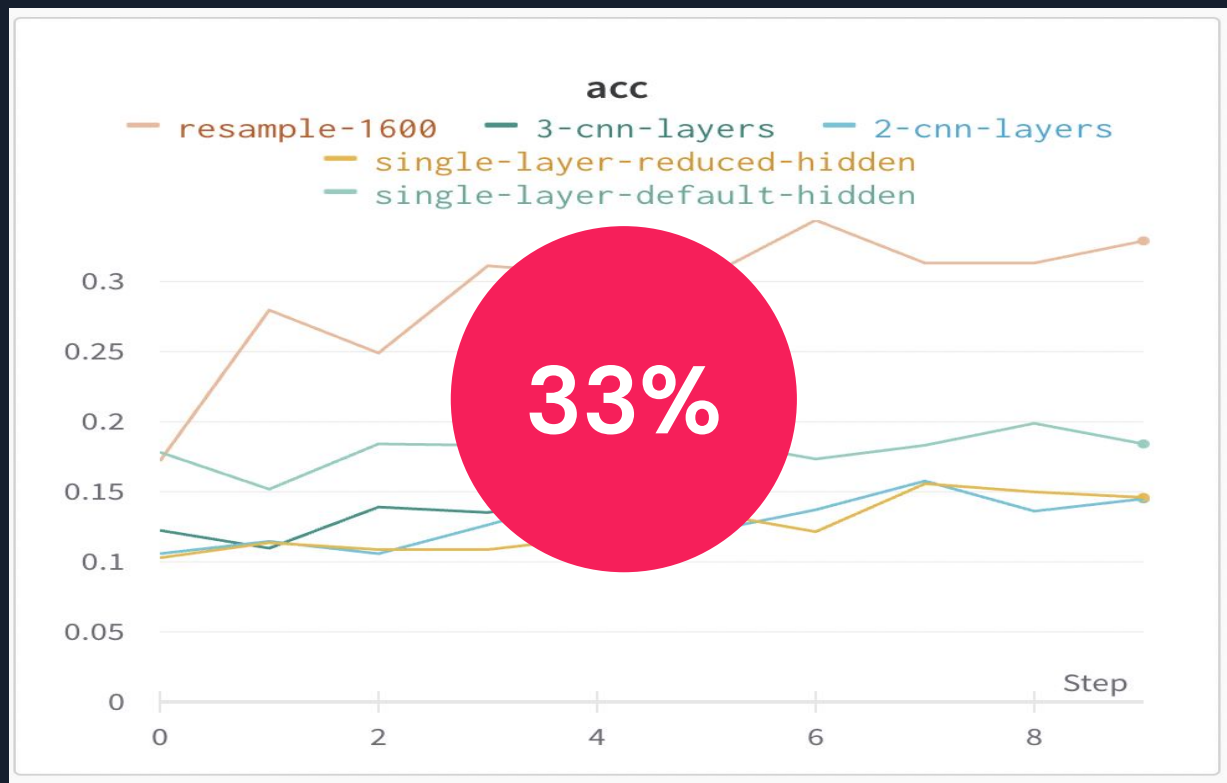 acc
resample-1600 3-cnn-layers 2-cnn-layers
single-layer-reduced-hidden
single-layer-default-hidden
0.3
0.25
33%
0.2
0.15
0.1
0.05
Step
0
0 2 4 6 8